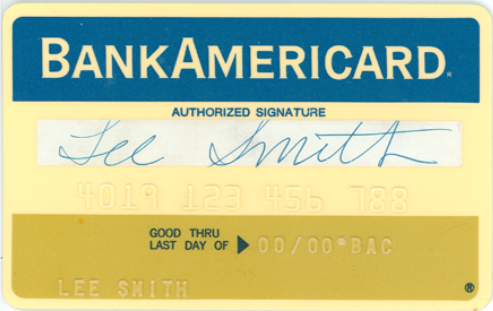 BANKAMERICARD®
AUTHORIZED SIGNATURE
Lee Smith
4019 123 456 788
GOOD THRU
LAST DAY OF ▶ 00/00*BAC
LEE SMITH
®